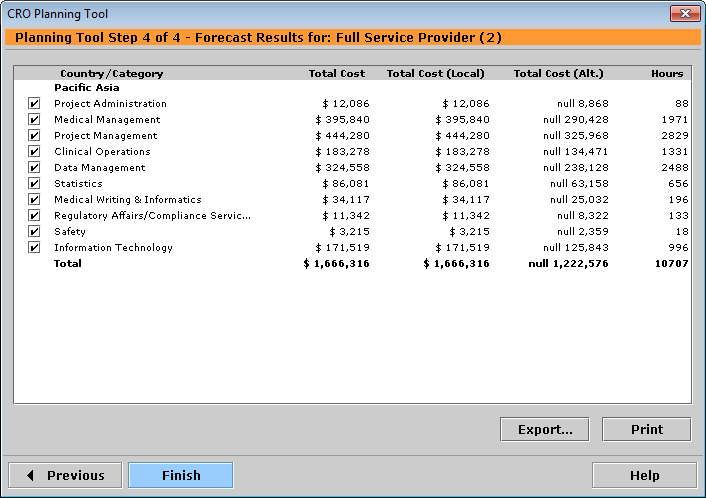 CRO Planning Tool
Planning Tool Step 4 of 4 - Forecast Results for: Full Service Provider (2)
Country/Category Total Cost Total Cost (Local) Total Cost (Alt.) Hours
Pacific Asia
Project Administration $ 12,086 $ 12,086 null 8,868 88
Medical Management $ 395,840 $ 395,840 null 290,428 1971
Project Management $ 444,280 $ 444,280 null 325,968 2829
Clinical Operations $ 183,278 $ 183,278 null 134,471 1331
Data Management $ 324,558 $ 324,558 null 238,128 2488
Statistics $ 86,081 $ 86,081 null 63,158 656
Medical Writing & Informatics $ 34,117 $ 34,117 null 25,032 196
Regulatory Affairs/Compliance Servic... $ 11,342 $ 11,342 null 8,322 133
Safety $ 3,215 $ 3,215 null 2,359 18
Information Technology $ 171,519 $ 171,519 null 125,843 996
Total $ 1,666,316 $ 1,666,316 null 1,222,576 10707
Export... Print
Previous Finish Help